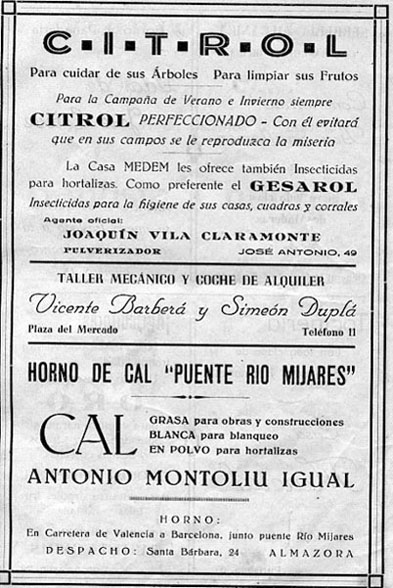 C·I·T·R·O·L
Para cuidar de sus Árboles Para limpiar sus Frutos
Para la Campaña de Verano e Invierno siempre
CITROL PERFECCIONADO - Con él evitará
que en sus campos se le reproduzca la miseria
La Casa MEDEM les ofrece también Insecticidas
para hortalizas. Como preferente el GESAROL
Insecticidas para la higiene de sus casas, cuadras y corrales
Agente oficial:
JOAQUÍN VILA CLARAMONTE
PULVERIZADOR JOSÉ ANTONIO, 49
TALLER MECÁNICO Y COCHE DE ALQUILER
Vicente Barberá y Simeón Duplá
Plaza del Mercado Teléfono 11
HORNO DE CAL "PUENTE RIO MIJARES"
CAL
GRASA para obras y construcciones
BLANCA para blanqueo
EN POLVO para hortalizas
ANTONIO MONTOLIU IGUAL
HORNO:
En Carretera de Valencia a Barcelona, junto puente Río Mijares
DESPACHO: Santa Bárbara, 24 ALMAZORA